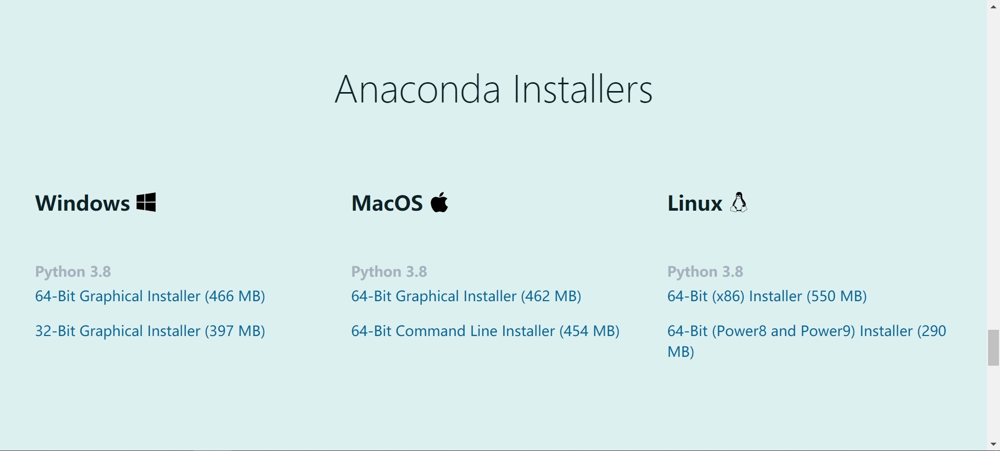 Anaconda Installers
Windows
Python 3.8
64-Bit Graphical Installer (466 MB)
32-Bit Graphical Installer (397 MB)
MacOS
Python 3.8
64-Bit Graphical Installer (462 MB)
64-Bit Command Line Installer (454 MB)
Linux
Python 3.8
64-Bit (x86) Installer (550 MB)
64-Bit (Power8 and Power9) Installer (290
MB)